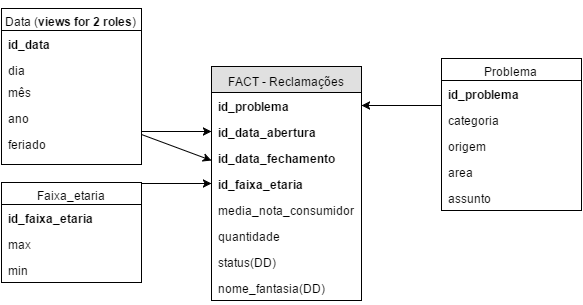 Data (views for 2 roles)
id_data
dia
mês
ano
feriado
Faixa_etaria
id_faixa_etaria
max
min
FACT - Reclamações
id_problema
id_data_abertura
id_data_fechamento
id_faixa_etaria
media_nota_consumidor
quantidade
status(DD)
nome_fantasia(DD)
Problema
id_problema
categoria
origem
area
assunto